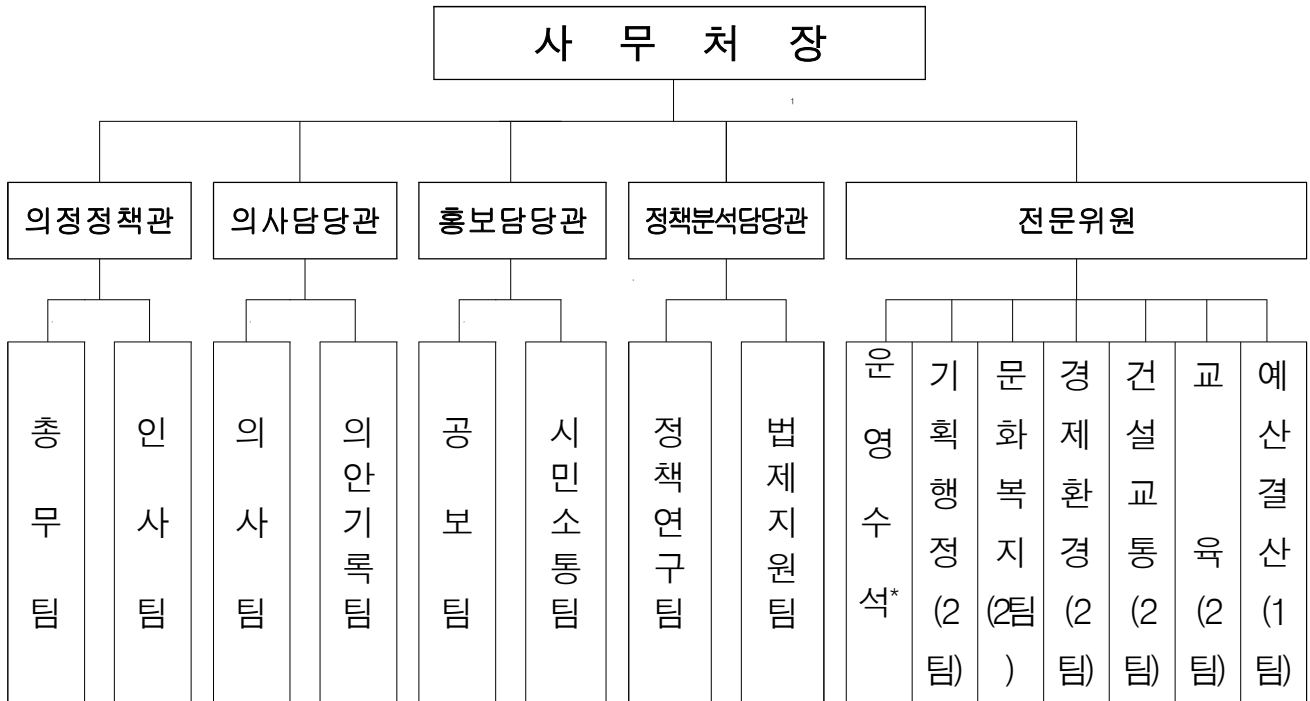 사 무 처 장
1
의정정책관
의사담당관
홍보담당관
정책분석담당관
전문위원
총무팀
인사팀
의사팀
의안기록팀
공보팀
시민소통팀
정책연구팀
법제지원팀
운영수석*
기획행정(2팀)
문화복지(2팀)
경제환경(2팀)
건설교통(2팀)
교육(2팀)
예산결산(1팀)